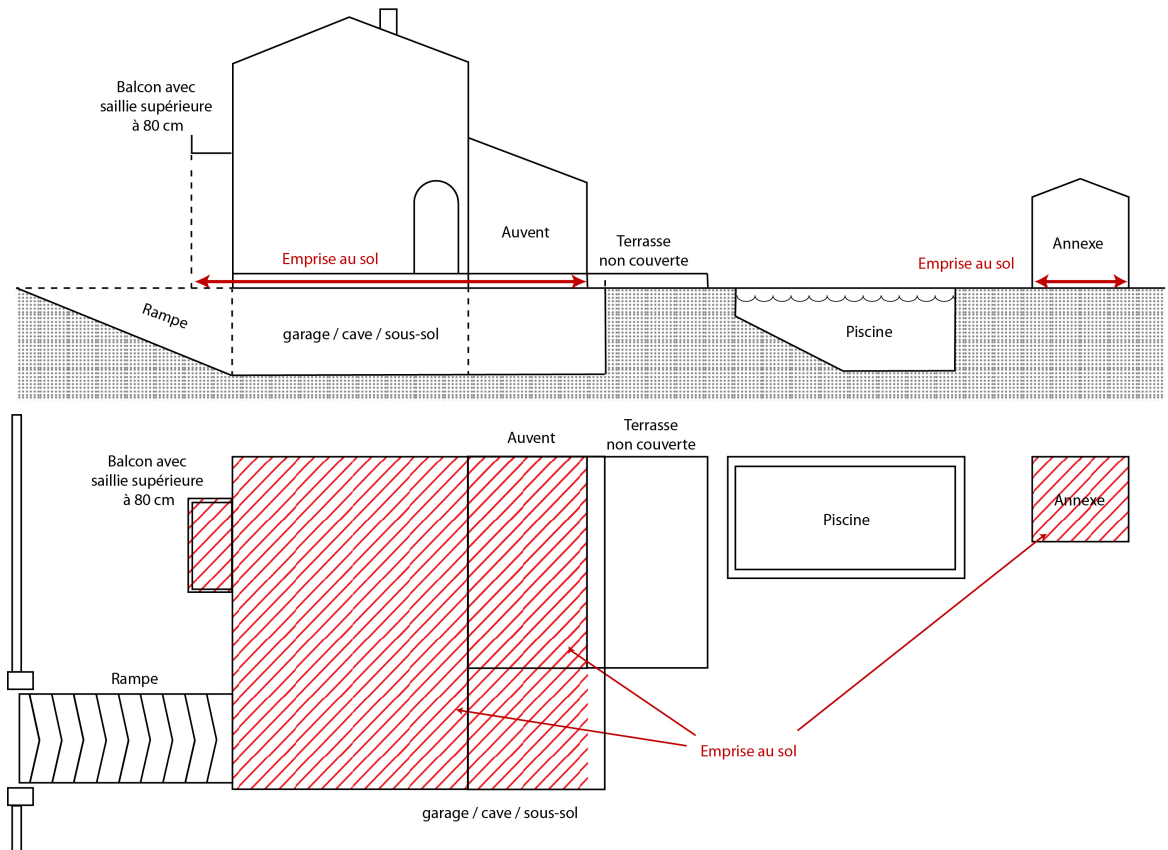 Balcon avec
saillie supérieure
à 80 cm
Emprise au sol
Auvent
Terrasse
non couverte
Emprise au sol
Annexe
Rampe
garage / cave / sous-sol
Piscine
Auvent
Terrasse
non couverte
Balcon avec
saillie supérieure
à 80 cm
Piscine
Annexe
Rampe
Emprise au sol
garage / cave / sous-sol